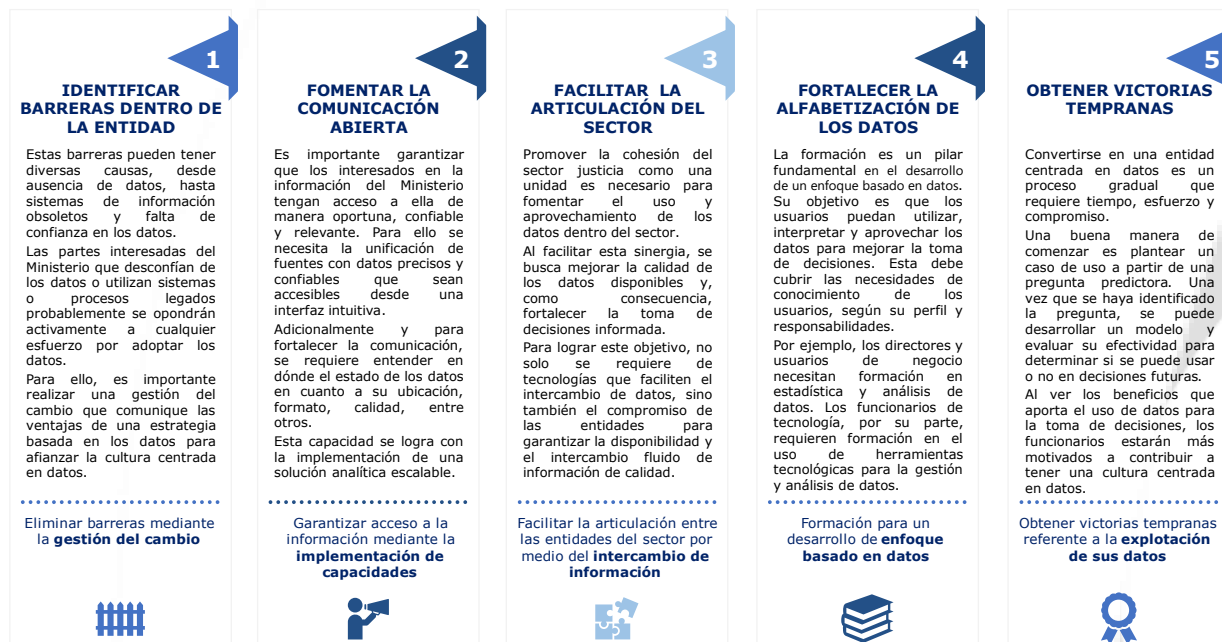 1
IDENTIFICAR
BARRERAS DENTRO DE
LA ENTIDAD
Estas barreras pueden tener
diversas causas, desde
ausencia de datos, hasta
sistemas de información
obsoletos y falta de
confianza en los datos.
Las partes interesadas del
Ministerio que desconfían de
los datos o utilizan sistemas
o procesos legados
probablemente se opondrán
activamente a cualquier
esfuerzo por adoptar los
datos.
Para ello, es importante
realizar una gestión del
cambio que comunique las
ventajas de una estrategia
basada en los datos para
afianzar la cultura centrada
en datos.
Eliminar barreras mediante
la gestión del cambio
2
FOMENTAR LA
COMUNICACIÓN
ABIERTA
Es importante garantizar
que los interesados en la
información del Ministerio
tengan acceso a ella de
manera oportuna, confiable
y relevante. Para ello se
necesita la unificación de
fuentes con datos precisos y
confiables que sean
accesibles desde una
interfaz intuitiva.
Adicionalmente y para
fortalecer la comunicación,
se requiere entender en
dónde el estado de los datos
en cuanto a su ubicación,
formato, calidad, entre
otros.
Esta capacidad se logra con
la implementación de una
solución analítica escalable.
Garantizar acceso a la
información mediante la
implementación de
capacidades
3
FACILITAR LA
ARTICULACIÓN DEL
SECTOR
Promover la cohesión del
sector justicia como una
unidad es necesario para
fomentar el uso y
aprovechamiento de los
datos dentro del sector.
Al facilitar esta sinergia, se
busca mejorar la calidad de
los datos disponibles y,
como consecuencia,
fortalecer la toma de
decisiones informada.
Para lograr este objetivo, no
solo se requiere de
tecnologías que faciliten el
intercambio de datos, sino
también el compromiso de
las entidades para
garantizar la disponibilidad y
el intercambio fluido de
información de calidad.
Facilitar la articulación entre
las entidades del sector por
medio del intercambio de
información
4
FORTALECER LA
ALFABETIZACIÓN DE
LOS DATOS
La formación es un pilar
fundamental en el desarrollo
de un enfoque basado en datos.
Su objetivo es que los
usuarios puedan utilizar,
interpretar y aprovechar los
datos para mejorar la toma
de decisiones. Esta debe
cubrir las necesidades de
conocimiento de los
usuarios, según su perfil y
responsabilidades.
Por ejemplo, los directores y
usuarios de negocio
necesitan formación en
estadística y análisis de
datos. Los funcionarios de
tecnología, por su parte,
requieren formación en el
uso de herramientas
tecnológicas para la gestión
y análisis de datos.
Formación para un
desarrollo de enfoque
basado en datos
5
OBTENER VICTORIAS
TEMPRANAS
Convertirse en una entidad
centrada en datos es un
proceso gradual que
requiere tiempo, esfuerzo y
compromiso.
Una buena manera de
comenzar es plantear un
caso de uso a partir de una
pregunta predictora. Una
vez que se haya identificado
la pregunta, se puede
desarrollar un modelo y
evaluar su efectividad para
determinar si se puede usar
o no en decisiones futuras.
Al ver los beneficios que
aporta el uso de datos para
la toma de decisiones, los
funcionarios estarán más
motivados a contribuir a
tener una cultura centrada
en datos.
Obtener victorias tempranas
referente a la explotación
de sus datos